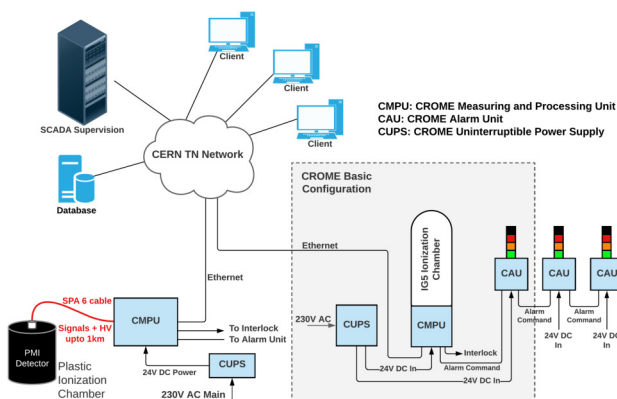 Client
Client
Client
SCADA Supervision
CERN TN Network
Database
CMPU: CROME Measuring and Processing Unit
CAU: CROME Alarm Unit
CUPS: CROME Uninterruptible Power Supply
CROME Basic
Configuration
Ethernet
Ethernet
IG5 Ionization
Chamber
CMPU
CUPS
230V AC
CAU
CAU
CAU
Alarm
Command
Alarm
Command
24V DC
In
24V DC
In
Interlock
24V DC In
Alarm Command
24V DC In
SPA 6 cable
Signals + HV
upto 1km
CMPU
To Interlock
To Alarm Unit
PMI
Detector
Plastic
Ionization
Chamber
24V DC Power
CUPS
230V AC Main